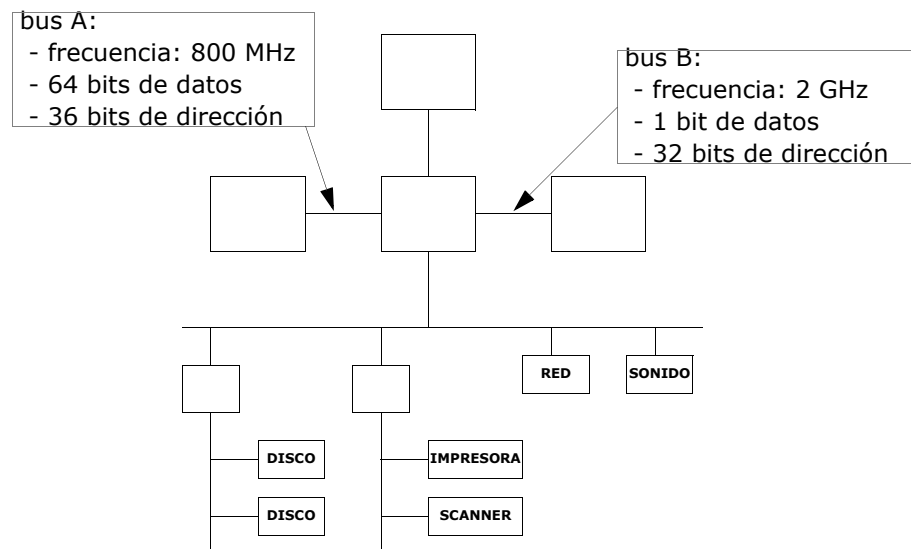 bus A:
- frecuencia: 800 MHz
- 64 bits de datos
- 36 bits de dirección
bus B:
- frecuencia: 2 GHz
- 1 bit de datos
- 32 bits de dirección
RED
SONIDO
DISCO
IMPRESORA
DISCO
SCANNER